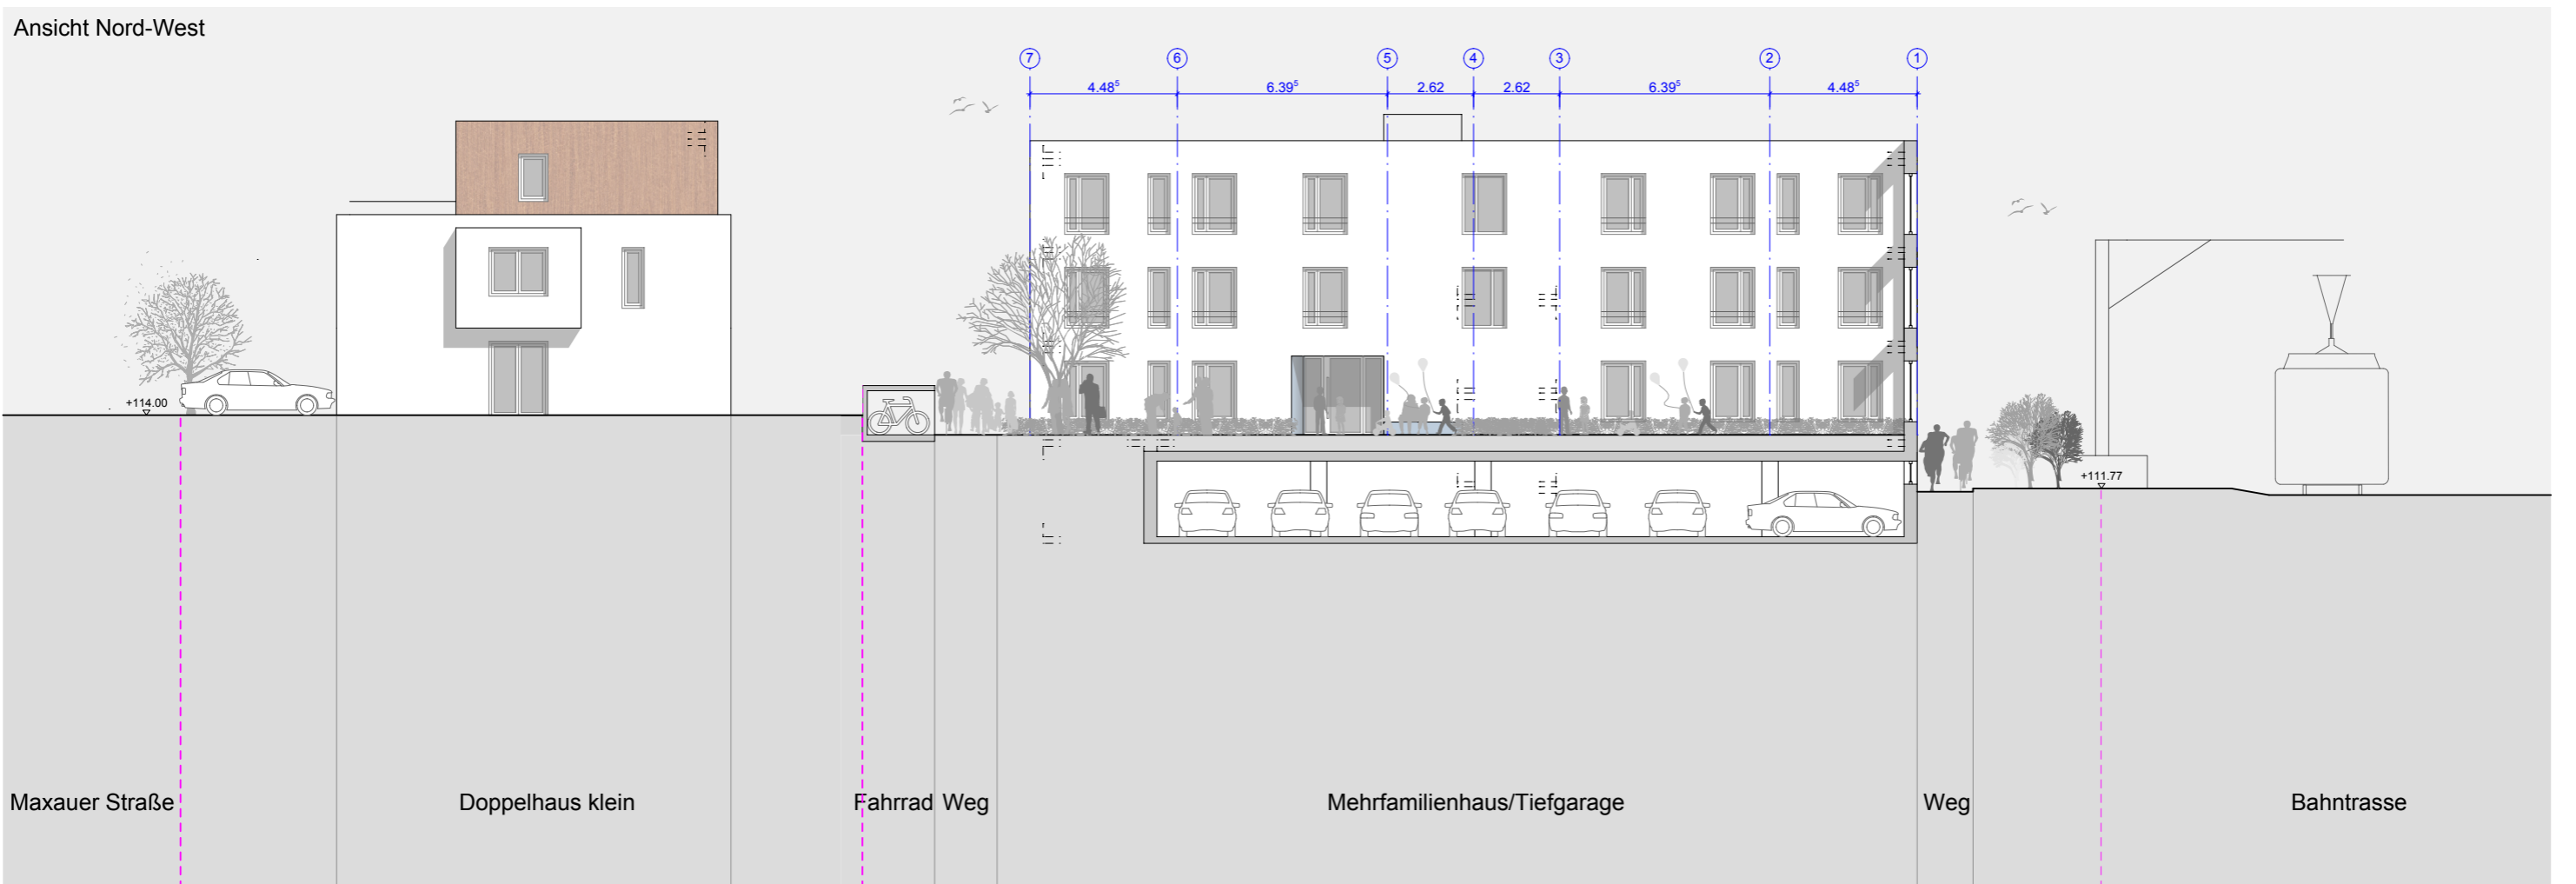 Ansicht Nord-West
7 6 5 4 3 2 1
4.48⁵ 6.39⁵ 2.62 2.62 6.39⁵ 4.48⁵
+114.00
+111.77
Maxauer Straße Doppelhaus klein Fahrrad Weg Mehrfamilienhaus/Tiefgarage Weg Bahntrasse